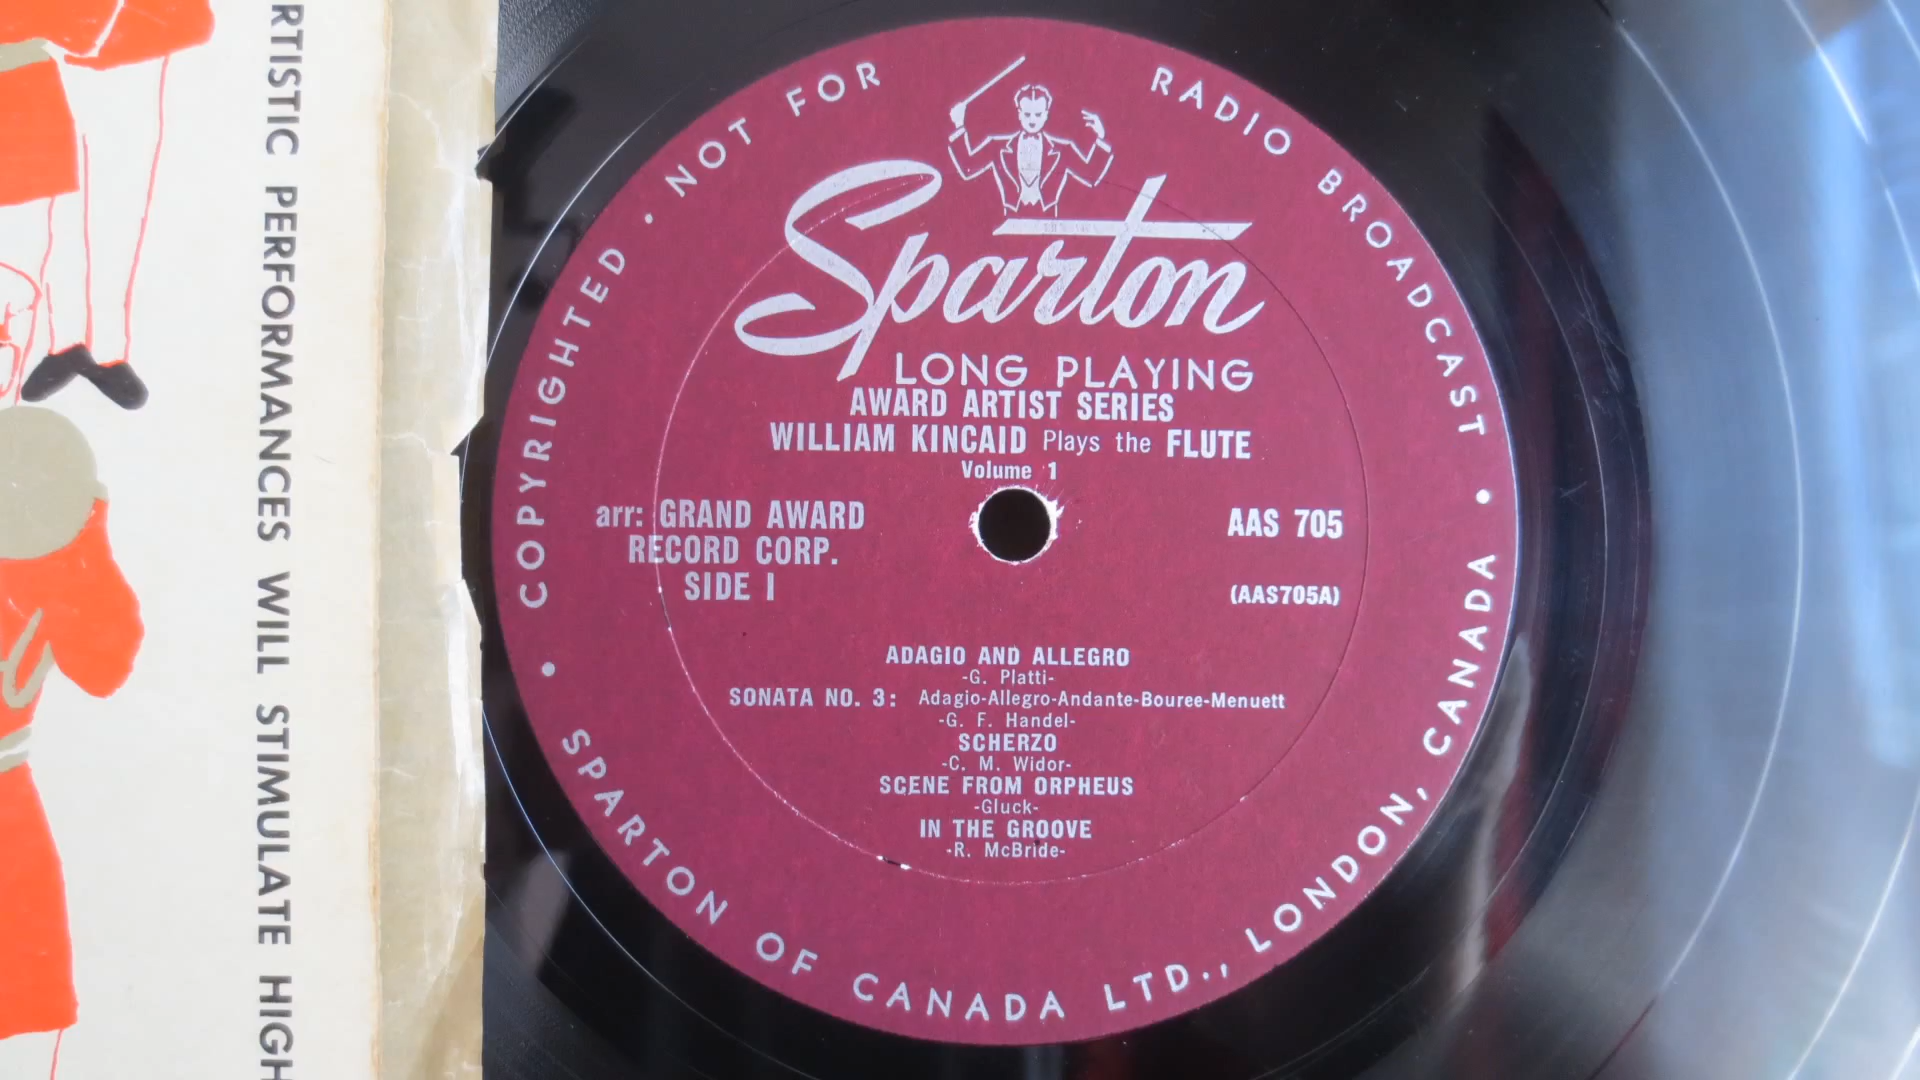 RTISTIC PERFORMANCES WILL STIMULATE HIGH
COPYRIGHTED · NOT FOR RADIO BROADCAST
Sparton
LONG PLAYING
AWARD ARTIST SERIES
WILLIAM KINCAID Plays the FLUTE
Volume 1
arr: GRAND AWARD
RECORD CORP.
SIDE I
AAS 705
(AAS705A)
ADAGIO AND ALLEGRO
-G. Platti-
SONATA NO. 3: Adagio-Allegro-Andante-Bouree-Menuett
-G. F. Handel-
SCHERZO
-C. M. Widor-
SCENE FROM ORPHEUS
-Gluck-
IN THE GROOVE
-R. McBride-
• SPARTON OF CANADA LTD., LONDON, CANADA •